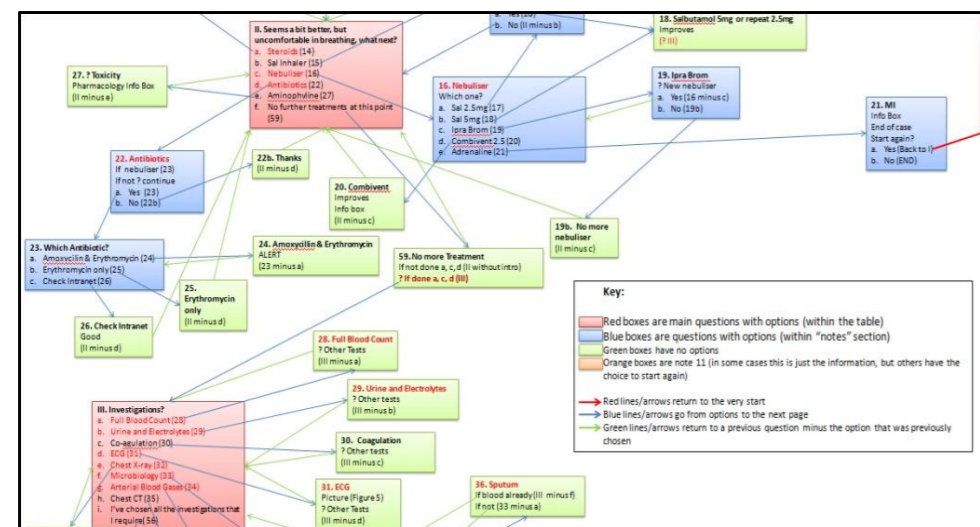 a. Yes (18)
b. No (II minus b)
18. Salbutamol 5mg or repeat 2.5mg
Improves
(? III)
II. Seems a bit better, but
uncomfortable in breathing, what next?
a. Steroids (14)
b. Sal Inhaler (15)
c. Nebuliser (16)
d. Antibiotics (22)
e. Aminophyline (27)
f. No further treatments at this point
(59)
27. ? Toxicity
Pharmacology Info Box
(II minus e)
16. Nebuliser
Which one?
a. Sal 2.5mg (17)
b. Sal 5mg (18)
c. Ipra Brom (19)
d. Combivent 2.5 (20)
e. Adrenaline (21)
19. Ipra Brom
? New nebuliser
a. Yes (16 minus c)
b. No (19b)
21. MI
Info Box
End of case
Start again?
a. Yes (Back to I)
b. No (END)
22. Antibiotics
If nebuliser (23)
If not ? continue
a. Yes (23)
b. No (22b)
22b. Thanks
(II minus d)
20. Combivent
Improves
Info box
(II minus c)
19b. No more
nebuliser
(II minus c)
23. Which Antibiotic?
a. Amoxycilin & Erythromycin (24)
b. Erythromycin only (25)
c. Check Intranet (26)
24. Amoxycillin & Erythromycin
ALERT
(23 minus a)
59. No more Treatment
If not done a, c, d (II without intro)
? If done a, c, d (III)
25.
Erythromycin
only
(II minus d)
26. Check Intranet
Good
(II minus d)
Key:
Red boxes are main questions with options (within the table)
Blue boxes are questions with options (within "notes" section)
Green boxes have no options
Orange boxes are note 11 (in some cases this is just the information, but others have the
choice to start again)
Red lines/arrows return to the very start
Blue lines/arrows go from options to the next page
Green lines/arrows return to a previous question minus the option that was previously
chosen
28. Full Blood Count
? Other Tests
(III minus a)
29. Urine and Electrolytes
? Other tests
(III minus b)
III. Investigations?
a. Full Blood Count (28)
b. Urine and Electrolytes (29)
c. Co-agulation (30)
d. ECG (31)
e. Chest X-ray (32)
f. Microbiology (33)
g. Arterial Blood Gases (34)
h. Chest CT (35)
i. I've chosen all the investigations that
I require (56)
30. Coagulation
? Other tests
(III minus c)
31. ECG
Picture (Figure 5)
? Other Tests
(III minus d)
36. Sputum
If blood already (III minus f)
If not (33 minus a)